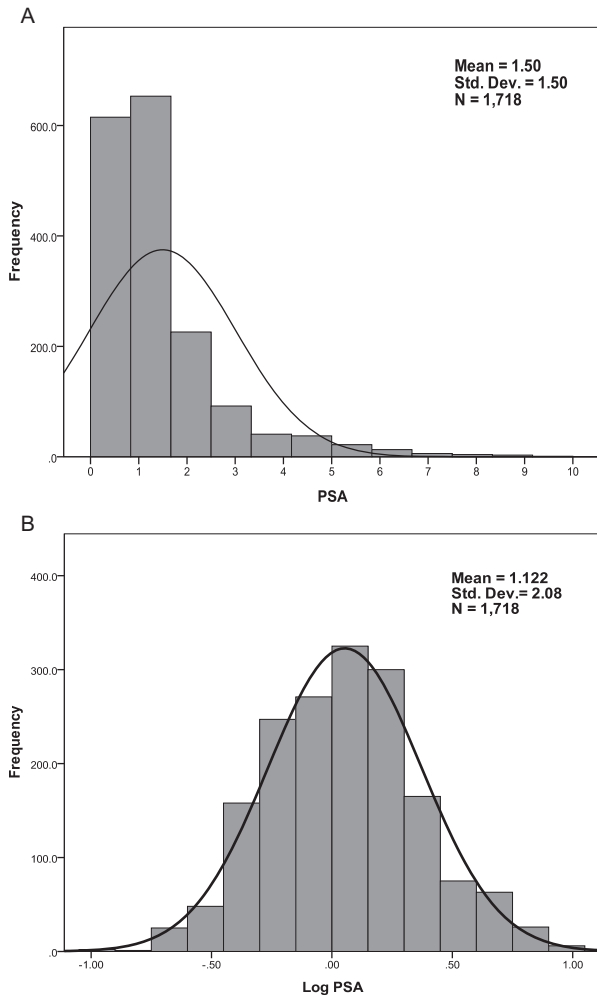 A
Mean = 1.50
Std. Dev. = 1.50
N = 1,718
600.0
400.0
200.0
.0
Frequency
0 1 2 3 4 5 6 7 8 9 10
PSA
B
Mean = 1.122
Std. Dev.= 2.08
N = 1,718
400.0
300.0
200.0
100.0
.0
Frequency
-1.00 -.50 .00 .50 1.00
Log PSA